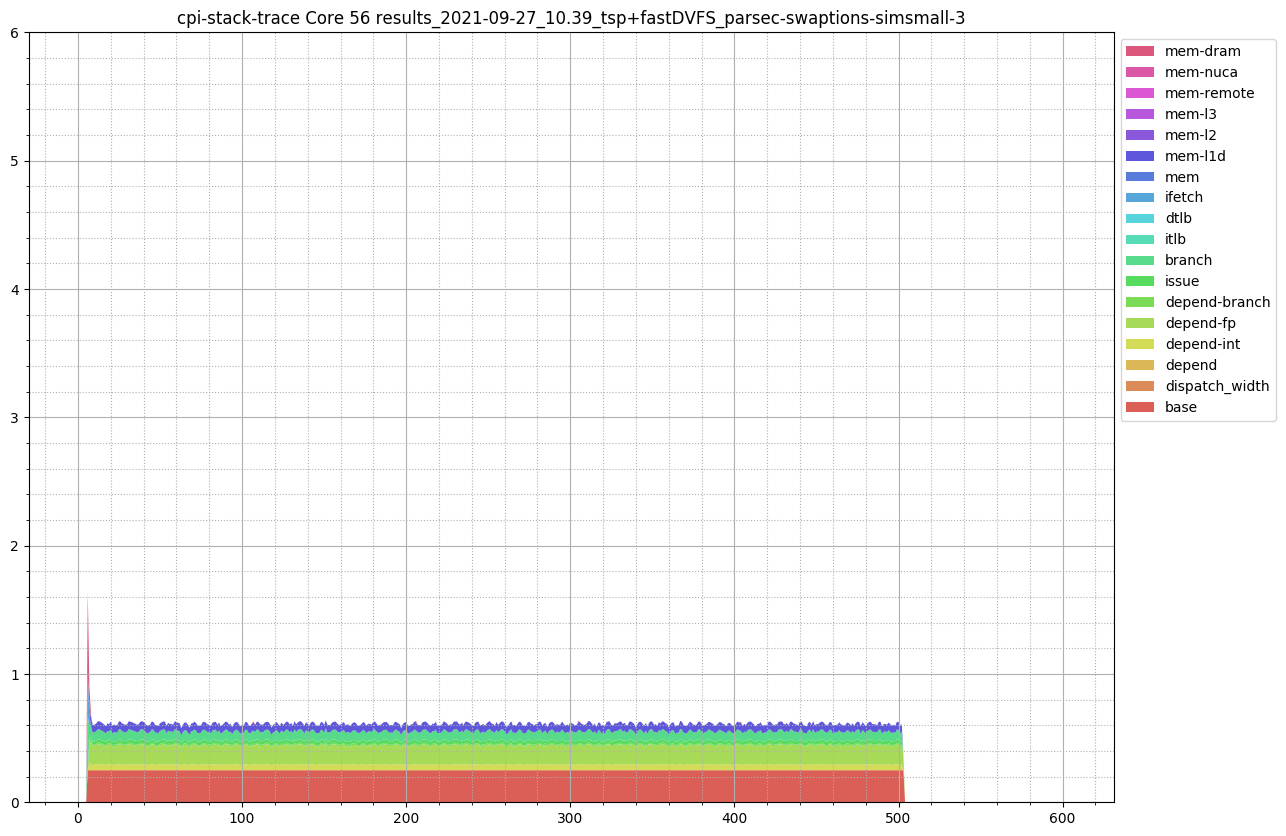 cpi-stack-trace Core 56 results_2021-09-27_10.39_tsp+fastDVFS_parsec-swaptions-simsmall-3
6
5
4
3
2
1
0
0 100 200 300 400 500 600
mem-dram
mem-nuca
mem-remote
mem-l3
mem-l2
mem-l1d
mem
ifetch
dtlb
itlb
branch
issue
depend-branch
depend-fp
depend-int
depend
dispatch_width
base